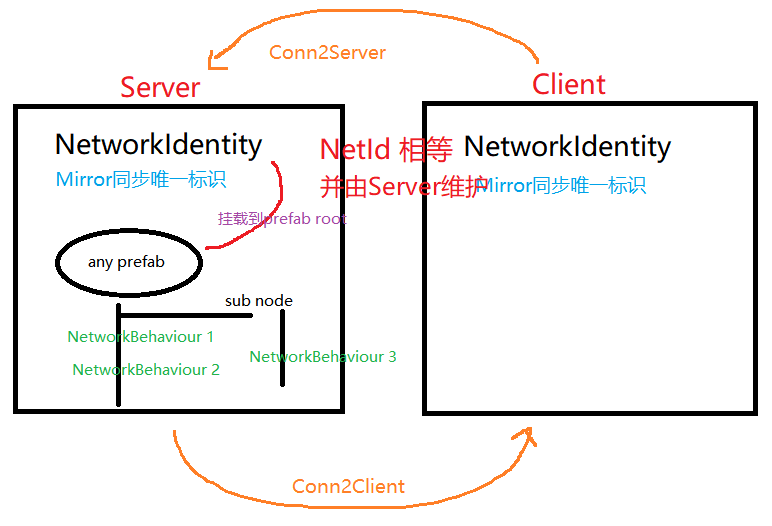 Conn2Server
Server
Client
NetworkIdentity
Mirror同步唯一标识
NetId 相等
并由Server维护
NetworkIdentity
Mirror同步唯一标识
挂载到prefab root
any prefab
sub node
NetworkBehaviour 1
NetworkBehaviour 2
NetworkBehaviour 3
Conn2Client